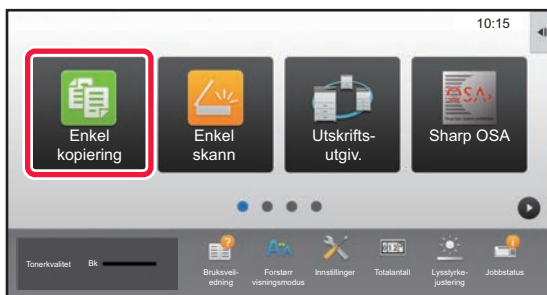 10:15
Enkel
kopiering
Enkel
skann
Utskrifts-
utgiv.
Sharp OSA
Tonerkvalitet Bk
Bruksveil-
edning
Forstørr
visningsmodus
Innstillinger
Totalantall
Lysstyrke-
justering
Jobbstatus